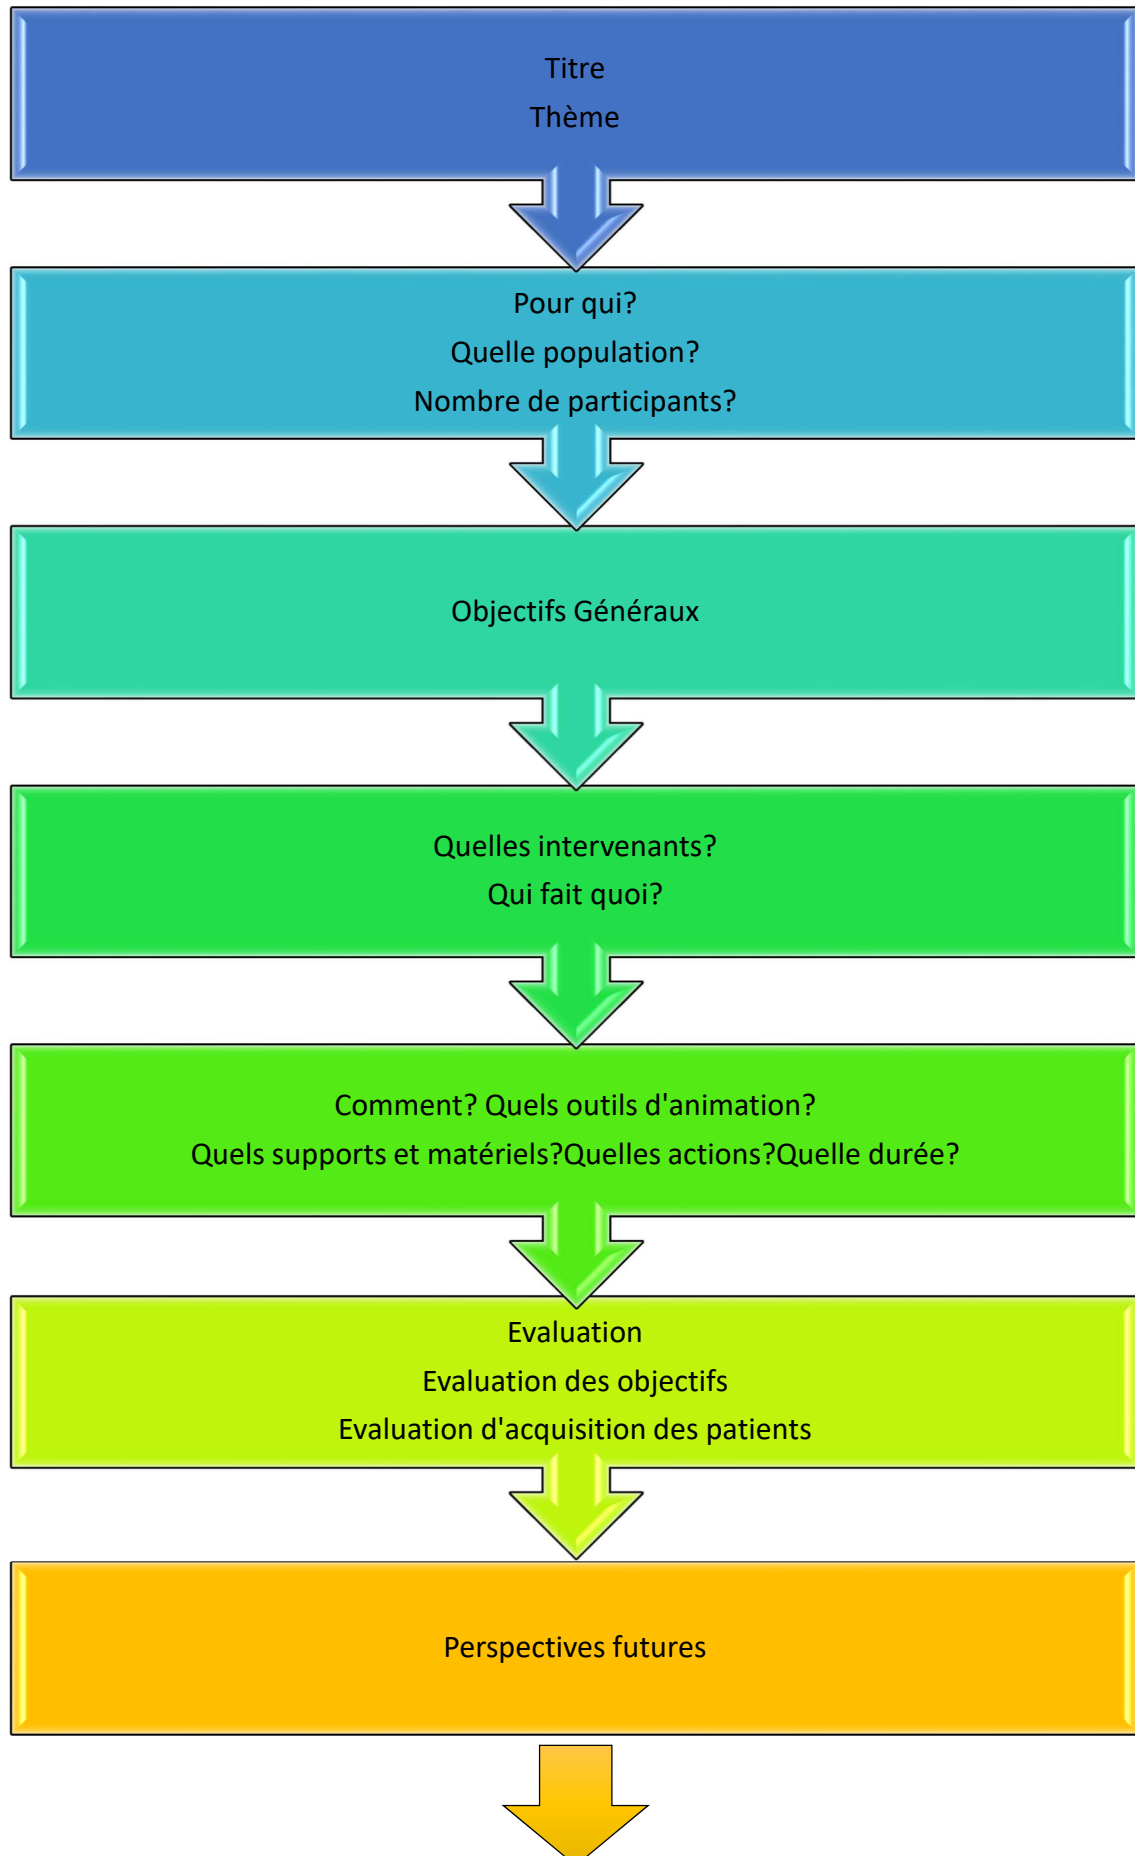 Titre
Thème
Pour qui?
Quelle population?
Nombre de participants?
Objectifs Généraux
Quelles intervenants?
Qui fait quoi?
Comment? Quels outils d'animation?
Quels supports et matériels?Quelles actions?Quelle durée?
Evaluation
Evaluation des objectifs
Evaluation d'acquisition des patients
Perspectives futures